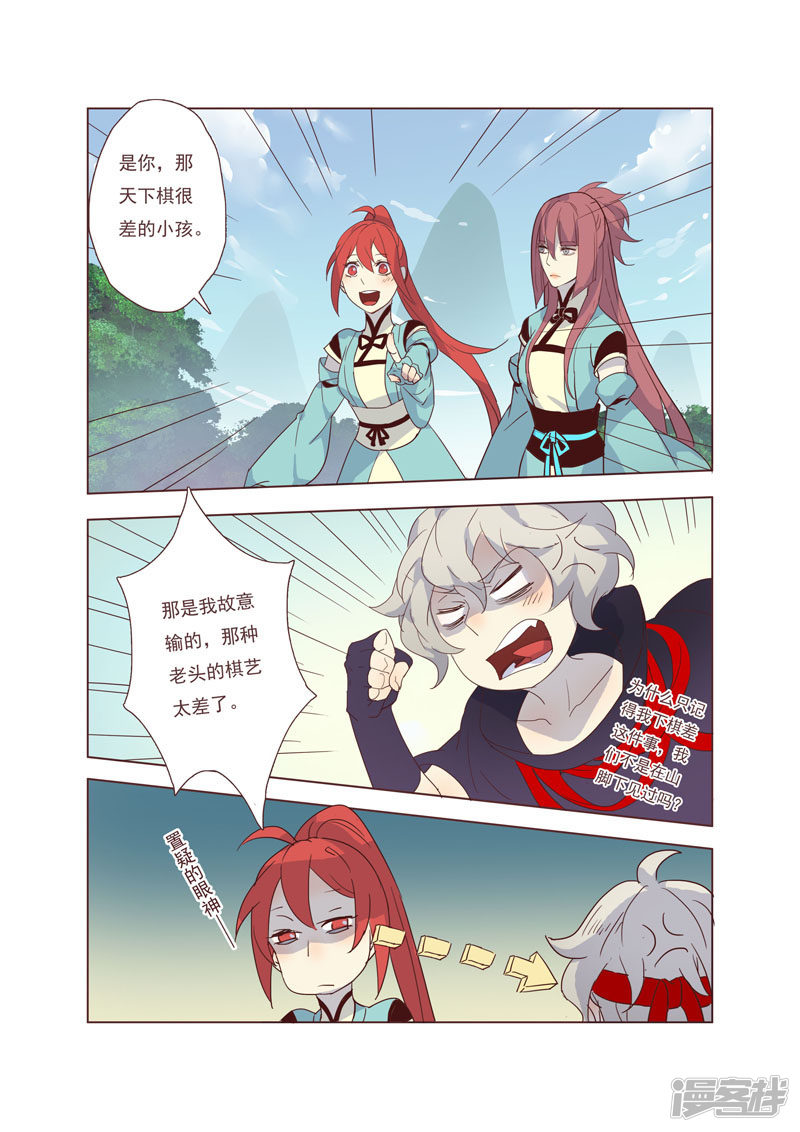 是你，那
天下棋很
差的小孩。
那是我故意
输的，那种
老头的棋艺
太差了。
为什么只记
得我下棋差
这件事，我
们不是在山
脚下见过吗？
置疑的眼神——
漫客栈